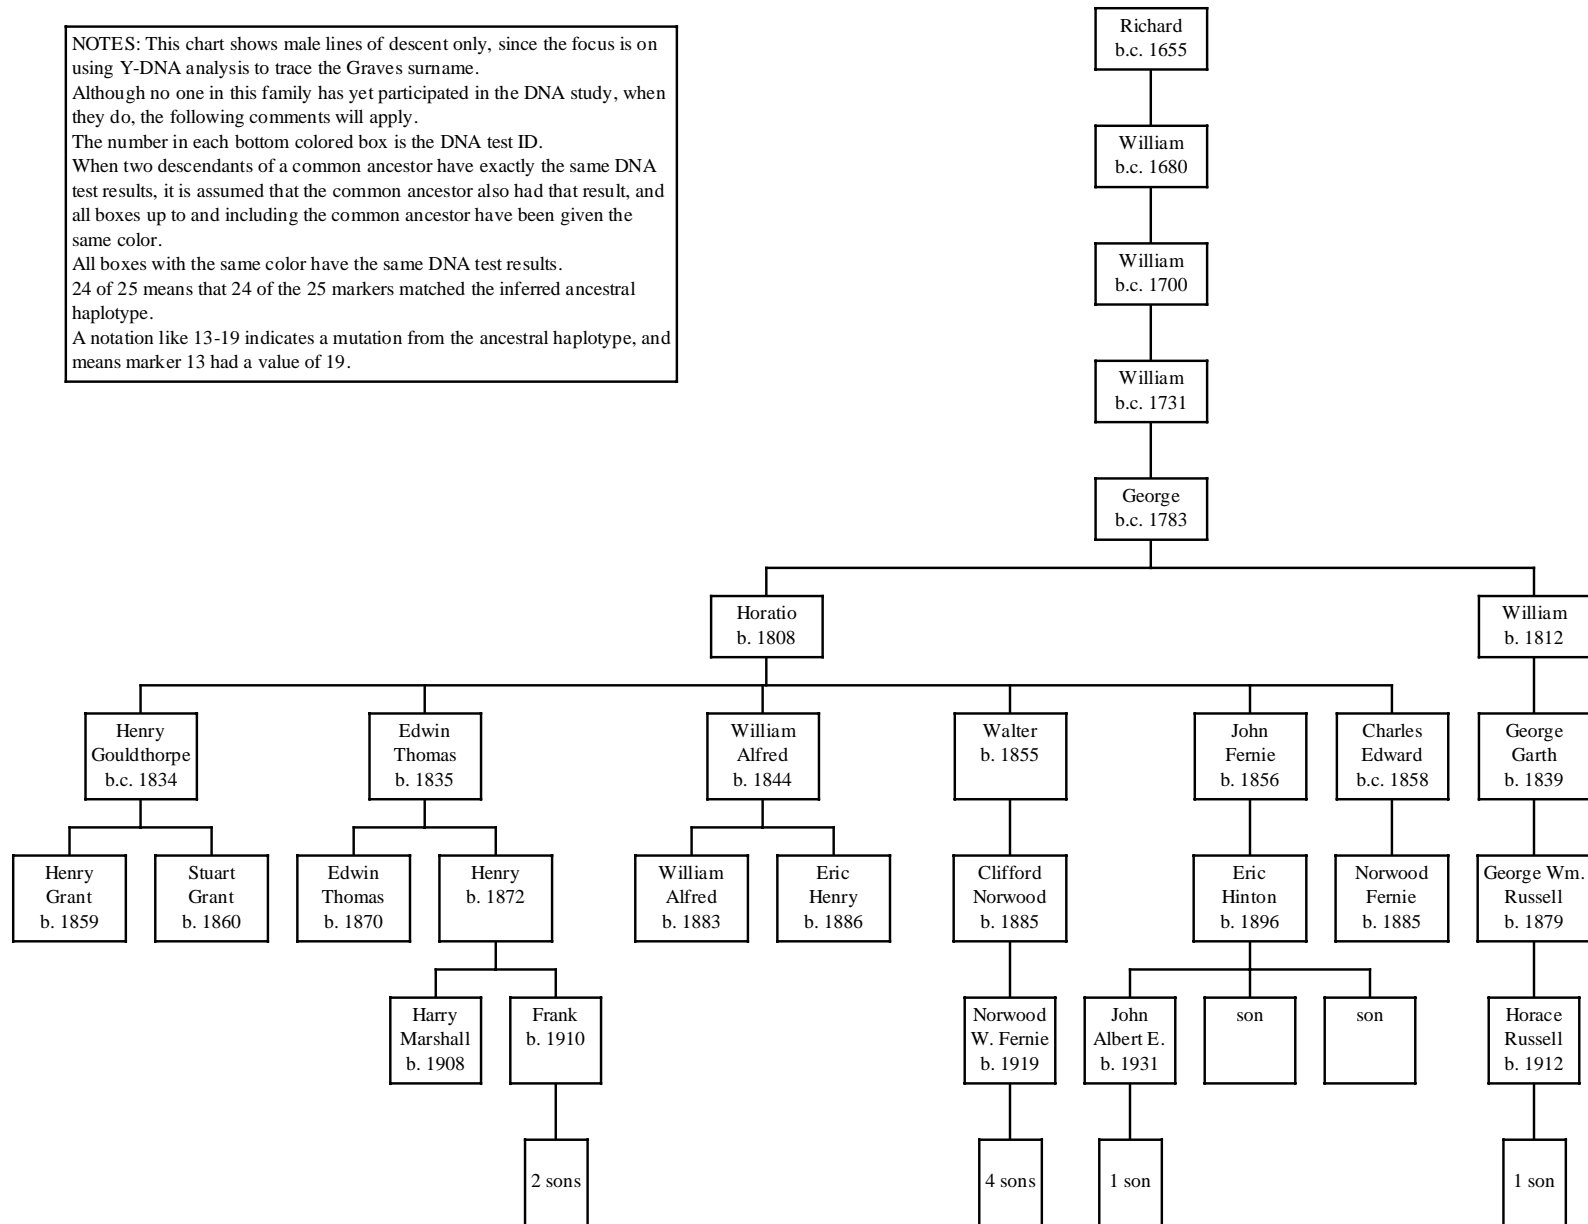 NOTES: This chart shows male lines of descent only, since the focus is on
using Y-DNA analysis to trace the Graves surname.
Although no one in this family has yet participated in the DNA study, when
they do, the following comments will apply.
The number in each bottom colored box is the DNA test ID.
When two descendants of a common ancestor have exactly the same DNA
test results, it is assumed that the common ancestor also had that result, and
all boxes up to and including the common ancestor have been given the
same color.
All boxes with the same color have the same DNA test results.
24 of 25 means that 24 of the 25 markers matched the inferred ancestral
haplotype.
A notation like 13-19 indicates a mutation from the ancestral haplotype, and
means marker 13 had a value of 19.
Richard
b.c. 1655
William
b.c. 1680
William
b.c. 1700
William
b.c. 1731
George
b.c. 1783
Horatio
b. 1808
William
b. 1812
Henry
Gouldthorpe
b.c. 1834
Edwin
Thomas
b. 1835
William
Alfred
b. 1844
Walter
b. 1855
John
Fernie
b. 1856
Charles
Edward
b.c. 1858
George
Garth
b. 1839
Henry
Grant
b. 1859
Stuart
Grant
b. 1860
Edwin
Thomas
b. 1870
Henry
b. 1872
William
Alfred
b. 1883
Eric
Henry
b. 1886
Clifford
Norwood
b. 1885
Eric
Hinton
b. 1896
Norwood
Fernie
b. 1885
George Wm.
Russell
b. 1879
Harry
Marshall
b. 1908
Frank
b. 1910
Norwood
W. Fernie
b. 1919
John
Albert E.
b. 1931
son
son
Horace
Russell
b. 1912
2 sons
4 sons
1 son
1 son